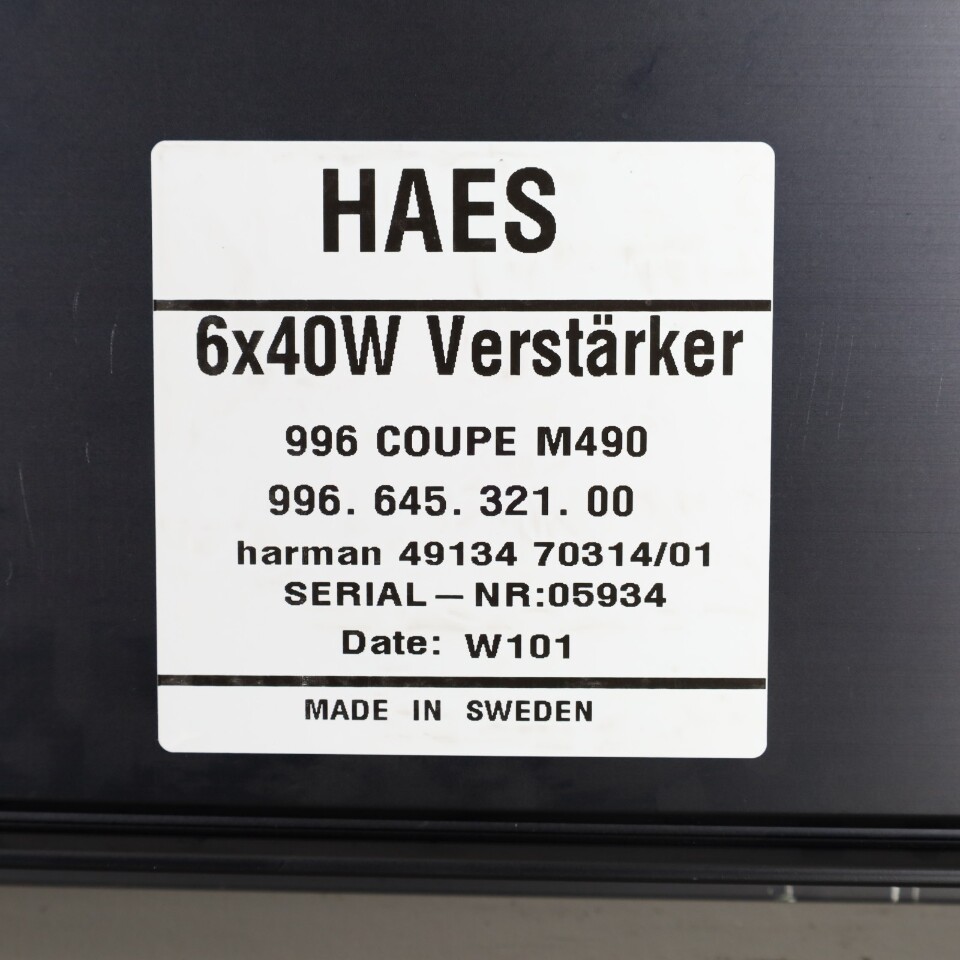 HAES
6x40W Verstärker
996 COUPE M490
996. 645. 321. 00
harman 49134 70314/01
SERIAL — NR:05934
Date: W101
MADE IN SWEDEN